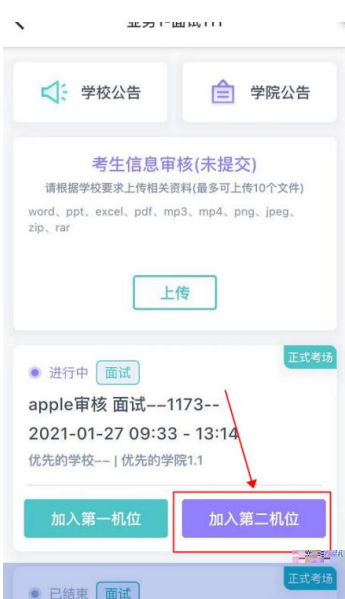 学校公告
学院公告
考生信息审核(未提交)
请根据学校要求上传相关资料(最多可上传10个文件)
word、ppt、excel、pdf、mp3、mp4、png、jpeg、
zip、rar
上传
正式考场
进行中 面试
apple审核 面试--1173--
2021-01-27 09:33 - 13:14
优先的学校--|优先的学院1.1
加入第一机位
加入第二机位
正式考场
已结束 面试